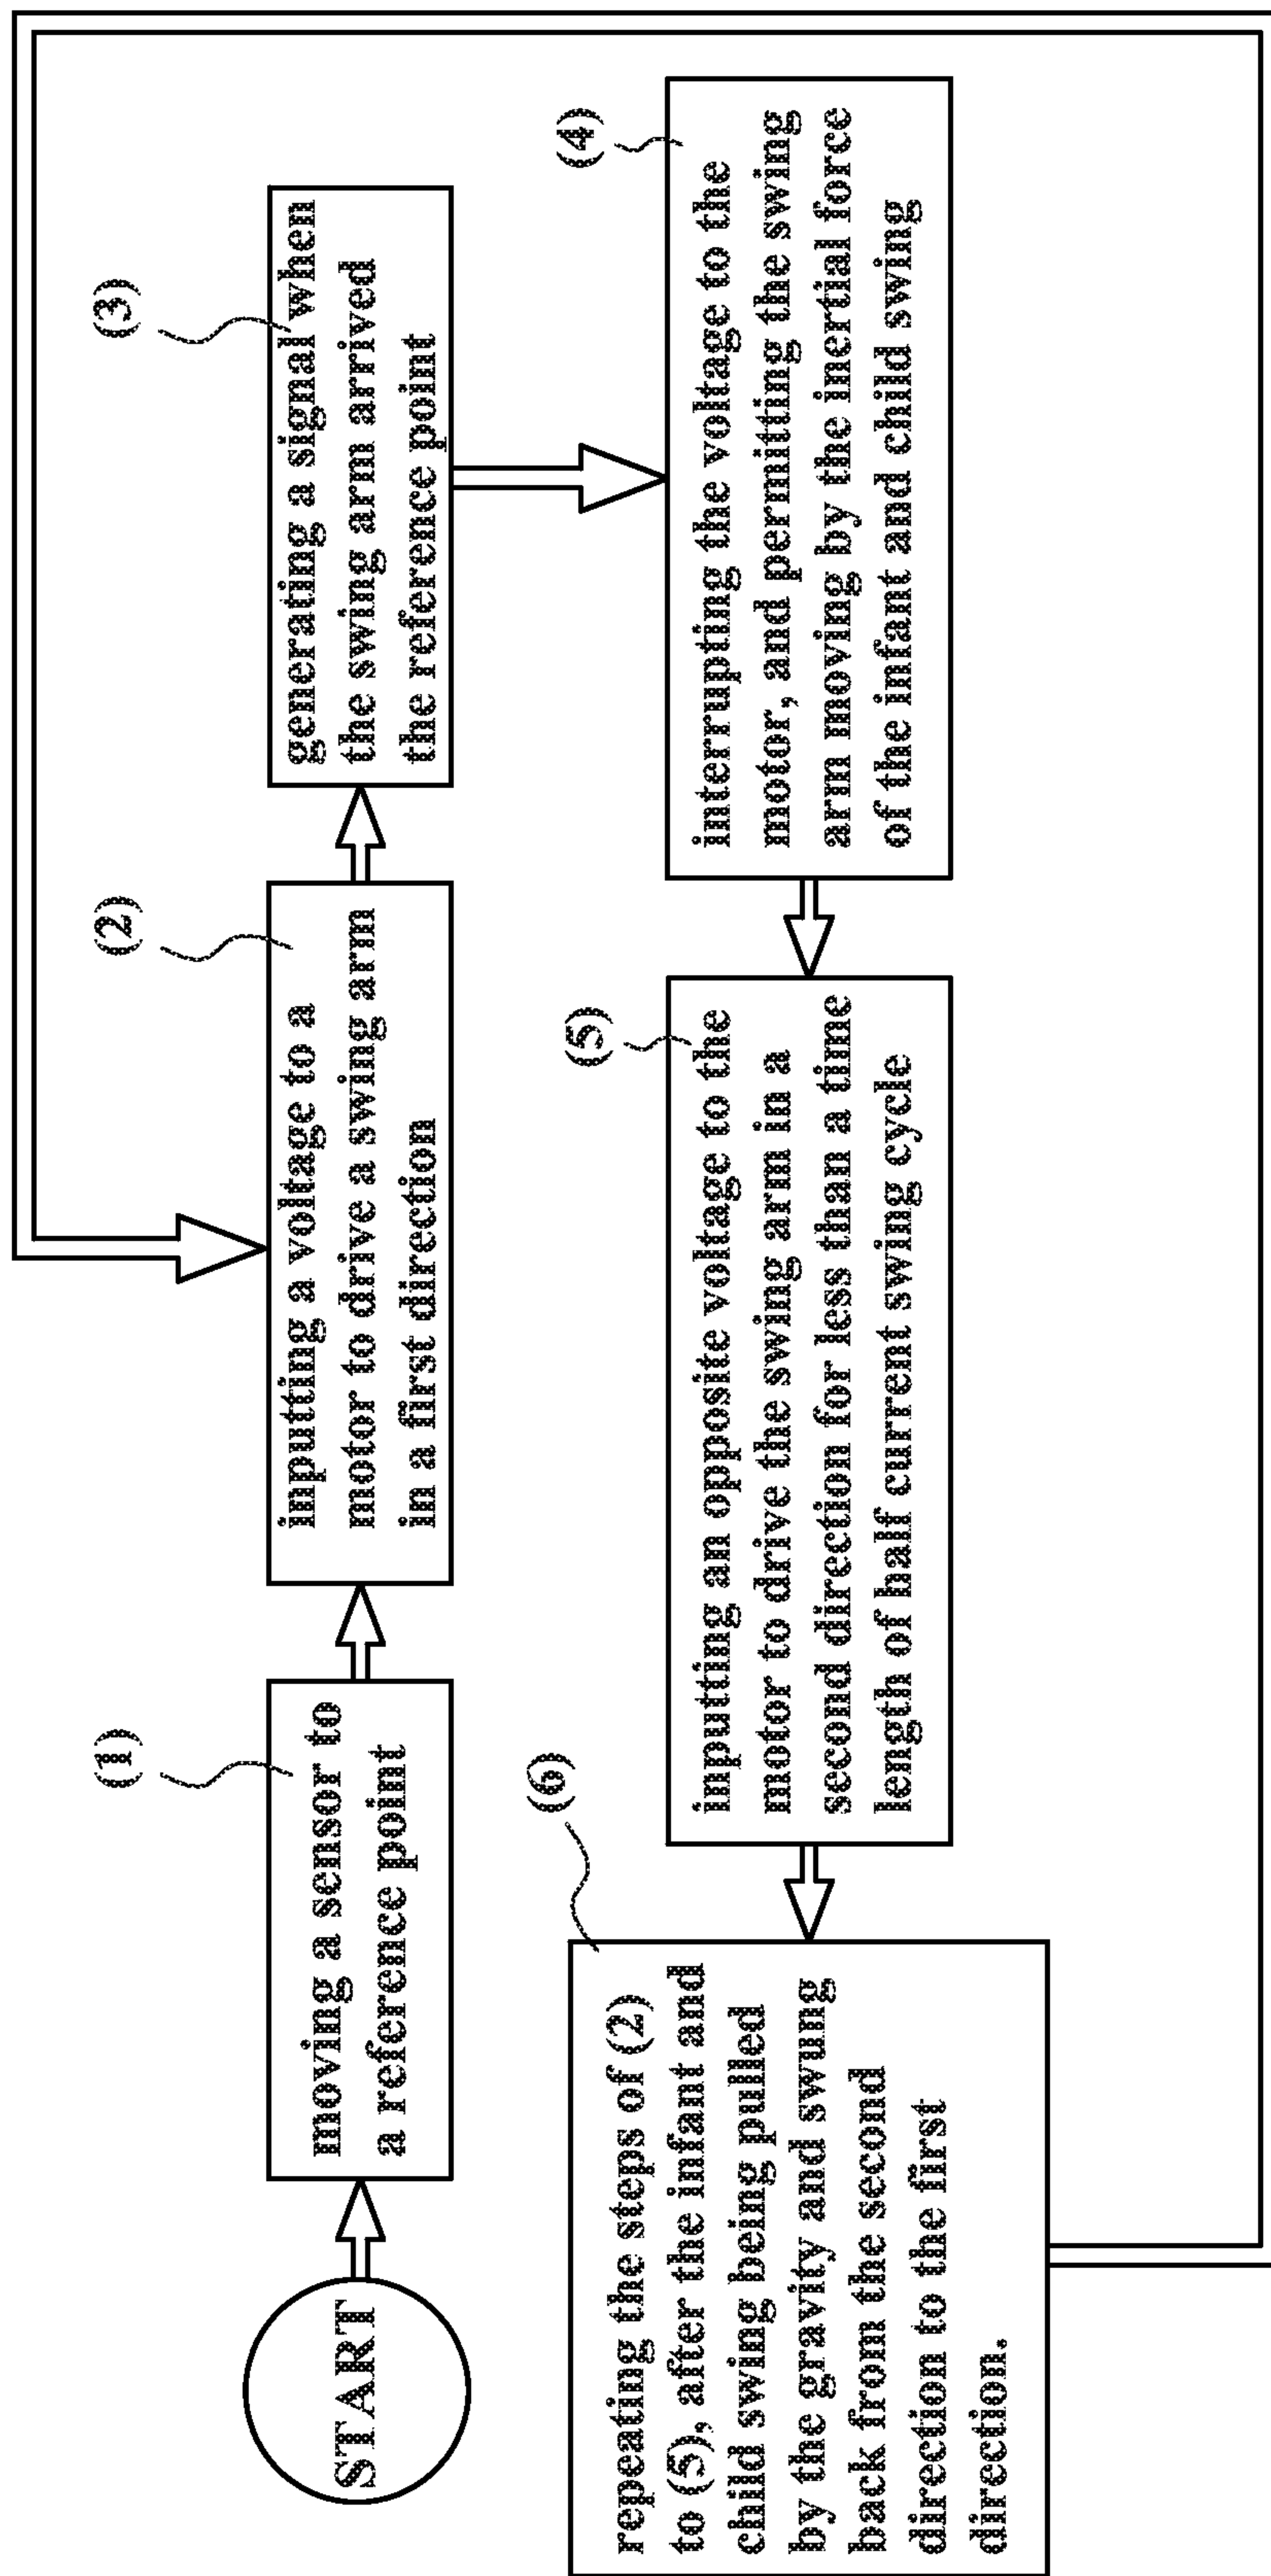 START
(1)
moving a sensor to
a reference point
(2)
inputting a voltage to a
motor to drive a swing arm
in a first direction
(3)
generating a signal when
the swing arm arrived
the reference point
(4)
interrupting the voltage to the
motor, and permitting the swing
arm moving by the inertial force
of the infant and child swing
(5)
inputting an opposite voltage to the
motor to drive the swing arm in a
second direction for less than a time
length of half current swing cycle
(6)
repeating the steps of (2)
to (5), after the infant and
child swing being pulled
by the gravity and swung
back from the second
direction to the first
direction.